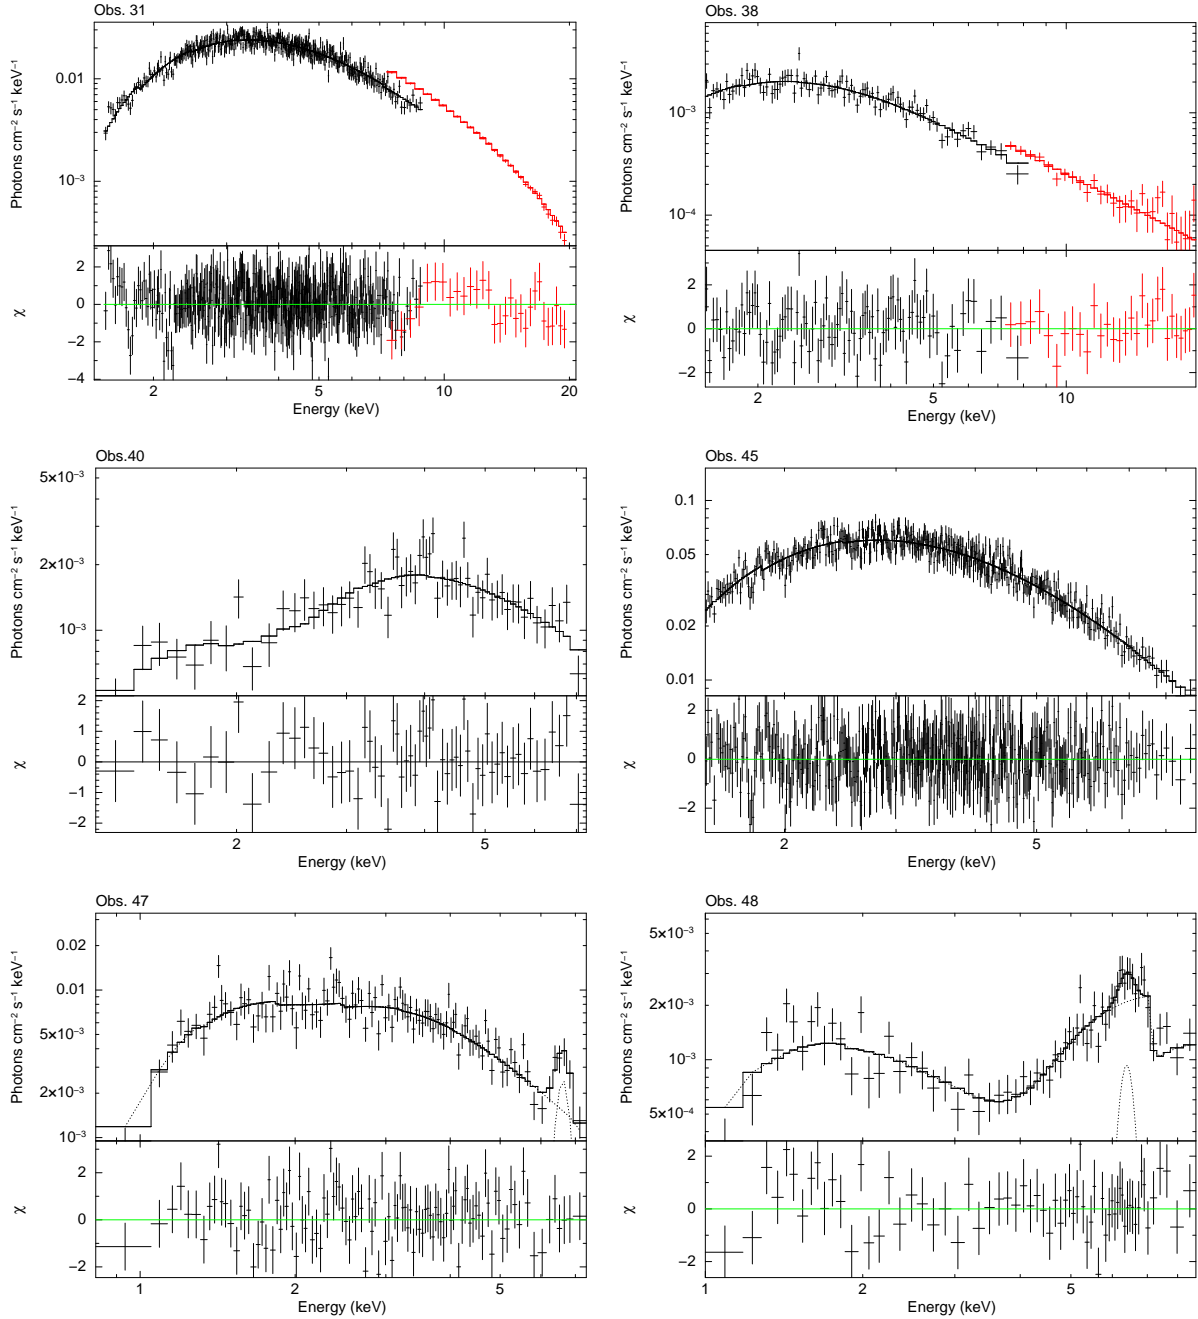 Obs. 31
Photons cm⁻² s⁻¹ keV⁻¹
0.01
10⁻³
χ
2
0
−2
−4
2
5
10
20
Energy (keV)
Obs. 38
Photons cm⁻² s⁻¹ keV⁻¹
10⁻³
10⁻⁴
χ
2
0
−2
2
5
10
Energy (keV)
Obs.40
Photons cm⁻² s⁻¹ keV⁻¹
5×10⁻³
2×10⁻³
10⁻³
χ
2
1
0
−1
−2
2
5
Energy (keV)
Obs. 45
Photons cm⁻² s⁻¹ keV⁻¹
0.1
0.05
0.02
0.01
χ
2
0
−2
2
5
Energy (keV)
Obs. 47
Photons cm⁻² s⁻¹ keV⁻¹
0.02
0.01
5×10⁻³
2×10⁻³
10⁻³
χ
2
0
−2
1
2
5
Energy (keV)
Obs. 48
Photons cm⁻² s⁻¹ keV⁻¹
5×10⁻³
2×10⁻³
10⁻³
5×10⁻⁴
χ
2
0
−2
1
2
5
Energy (keV)